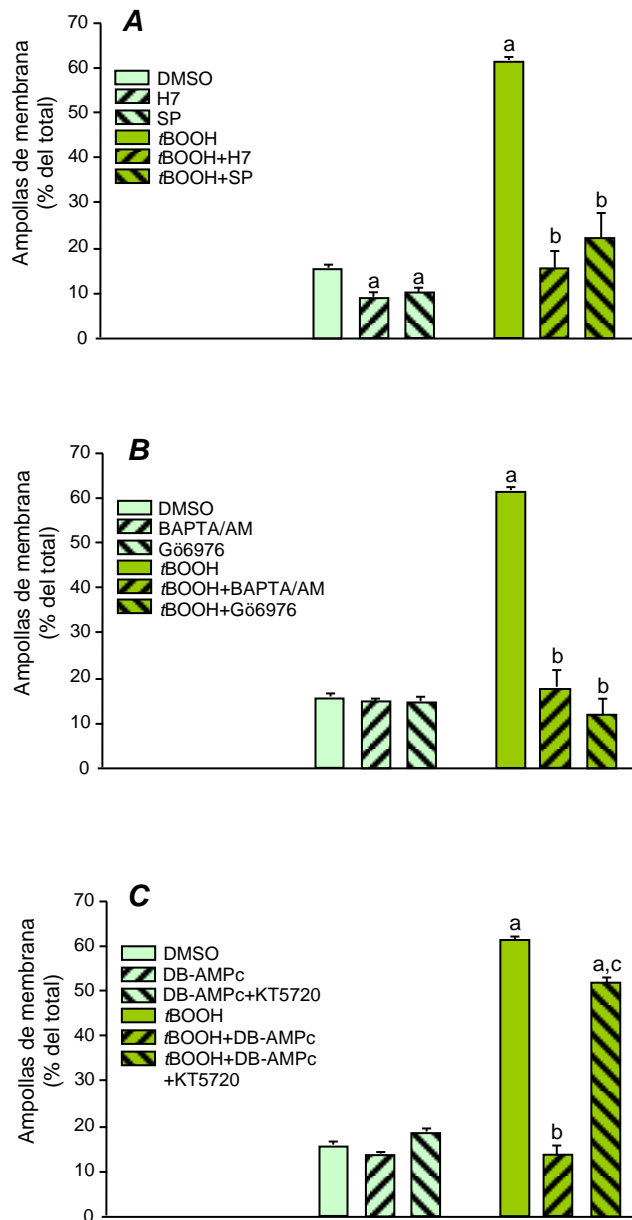 A
70
60
50
40
30
20
10
0
Ampollas de membrana
(% del total)
DMSO
H7
SP
tBOOH
tBOOH+H7
tBOOH+SP
a
a
a
b
b
B
70
60
50
40
30
20
10
0
Ampollas de membrana
(% del total)
DMSO
BAPTA/AM
Gö6976
tBOOH
tBOOH+BAPTA/AM
tBOOH+Gö6976
a
b
b
C
70
60
50
40
30
20
10
0
Ampollas de membrana
(% del total)
DMSO
DB-AMPc
DB-AMPc+KT5720
tBOOH
tBOOH+DB-AMPc
tBOOH+DB-AMPc
+KT5720
a
b
a,c